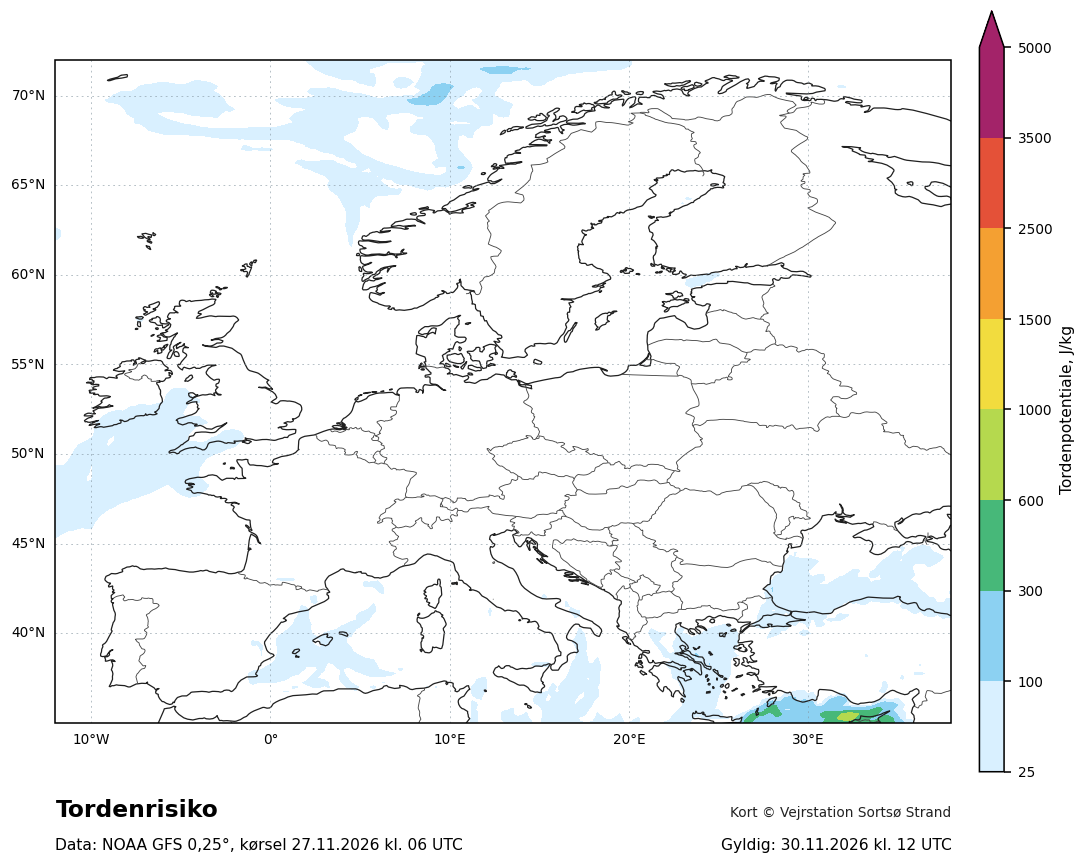 70°N
65°N
60°N
55°N
50°N
45°N
40°N
10°W
0°
10°E
20°E
30°E
5000
3500
2500
1500
1000
600
300
100
25
Tordenpotentiale, J/kg
Tordenrisiko
Kort © Vejrstation Sortsø Strand
Data: NOAA GFS 0,25°, kørsel 27.11.2026 kl. 06 UTC
Gyldig: 30.11.2026 kl. 12 UTC